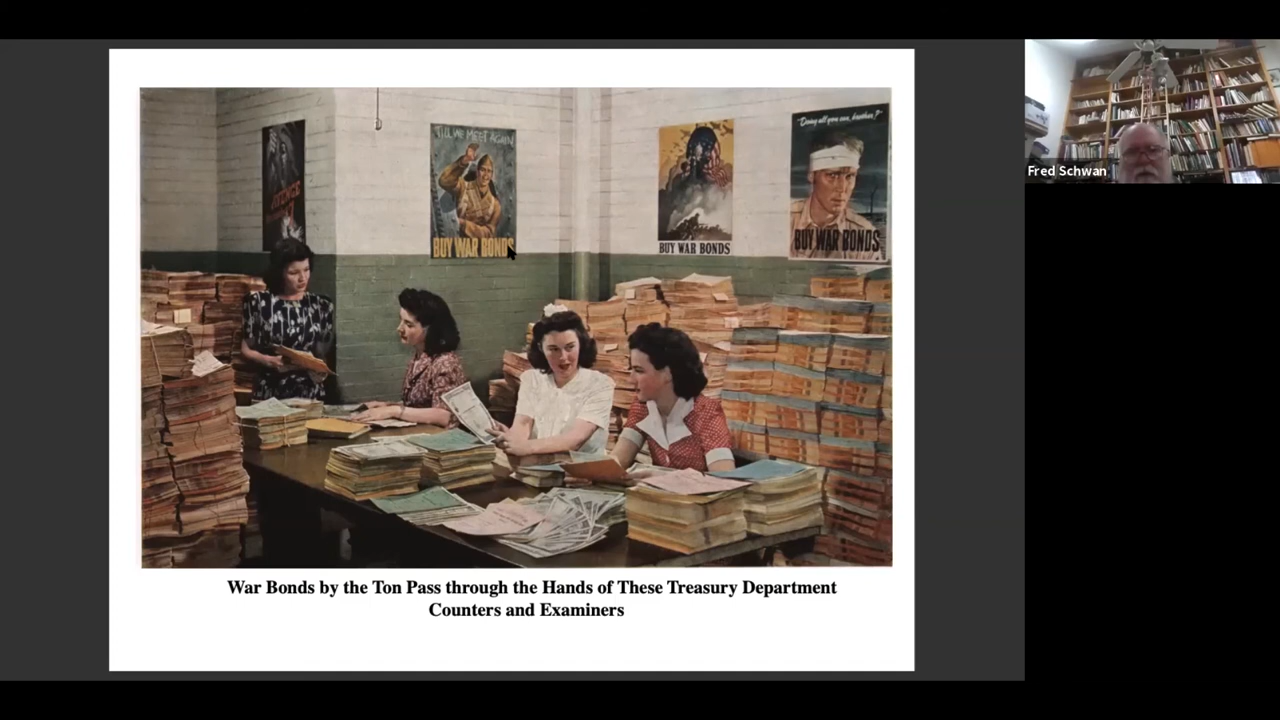 TILL WE MEET AGAIN
BUY WAR BONDS
BUY WAR BONDS
"Doing all you can, brother?"
BUY WAR BONDS
Fred Schwan
War Bonds by the Ton Pass through the Hands of These Treasury Department
Counters and Examiners